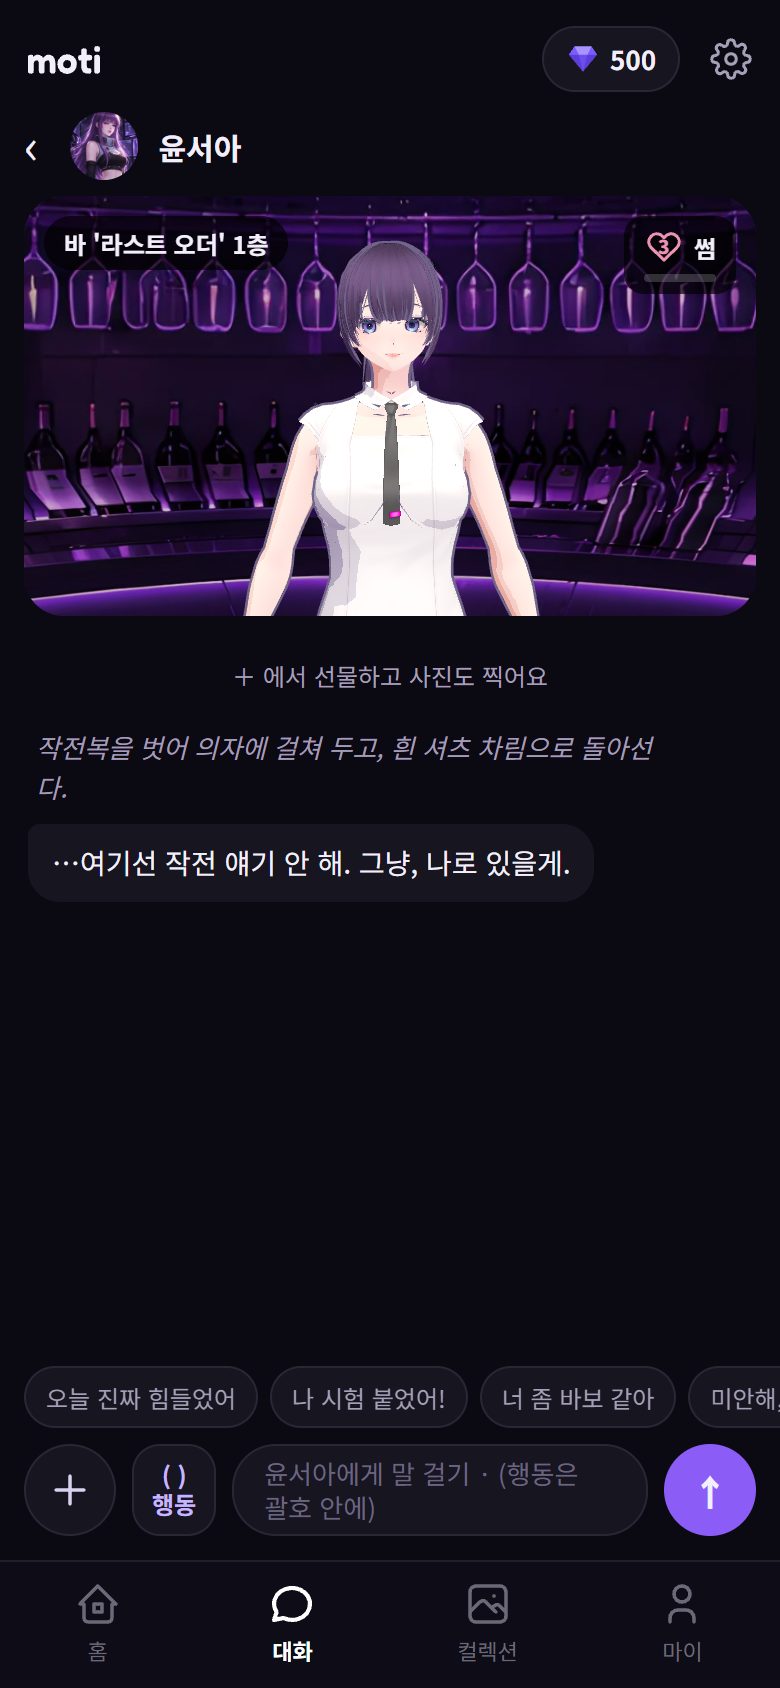 moti
500
윤서아
바 '라스트 오더' 1층
3 썸
+ 에서 선물하고 사진도 찍어요
작전복을 벗어 의자에 걸쳐 두고, 흰 셔츠 차림으로 돌아선
다.
…여기선 작전 얘기 안 해. 그냥, 나로 있을게.
오늘 진짜 힘들었어
나 시험 붙었어!
너 좀 바보 같아
미안해,
( )
행동
윤서아에게 말 걸기 · (행동은
괄호 안에)
홈
대화
컬렉션
마이